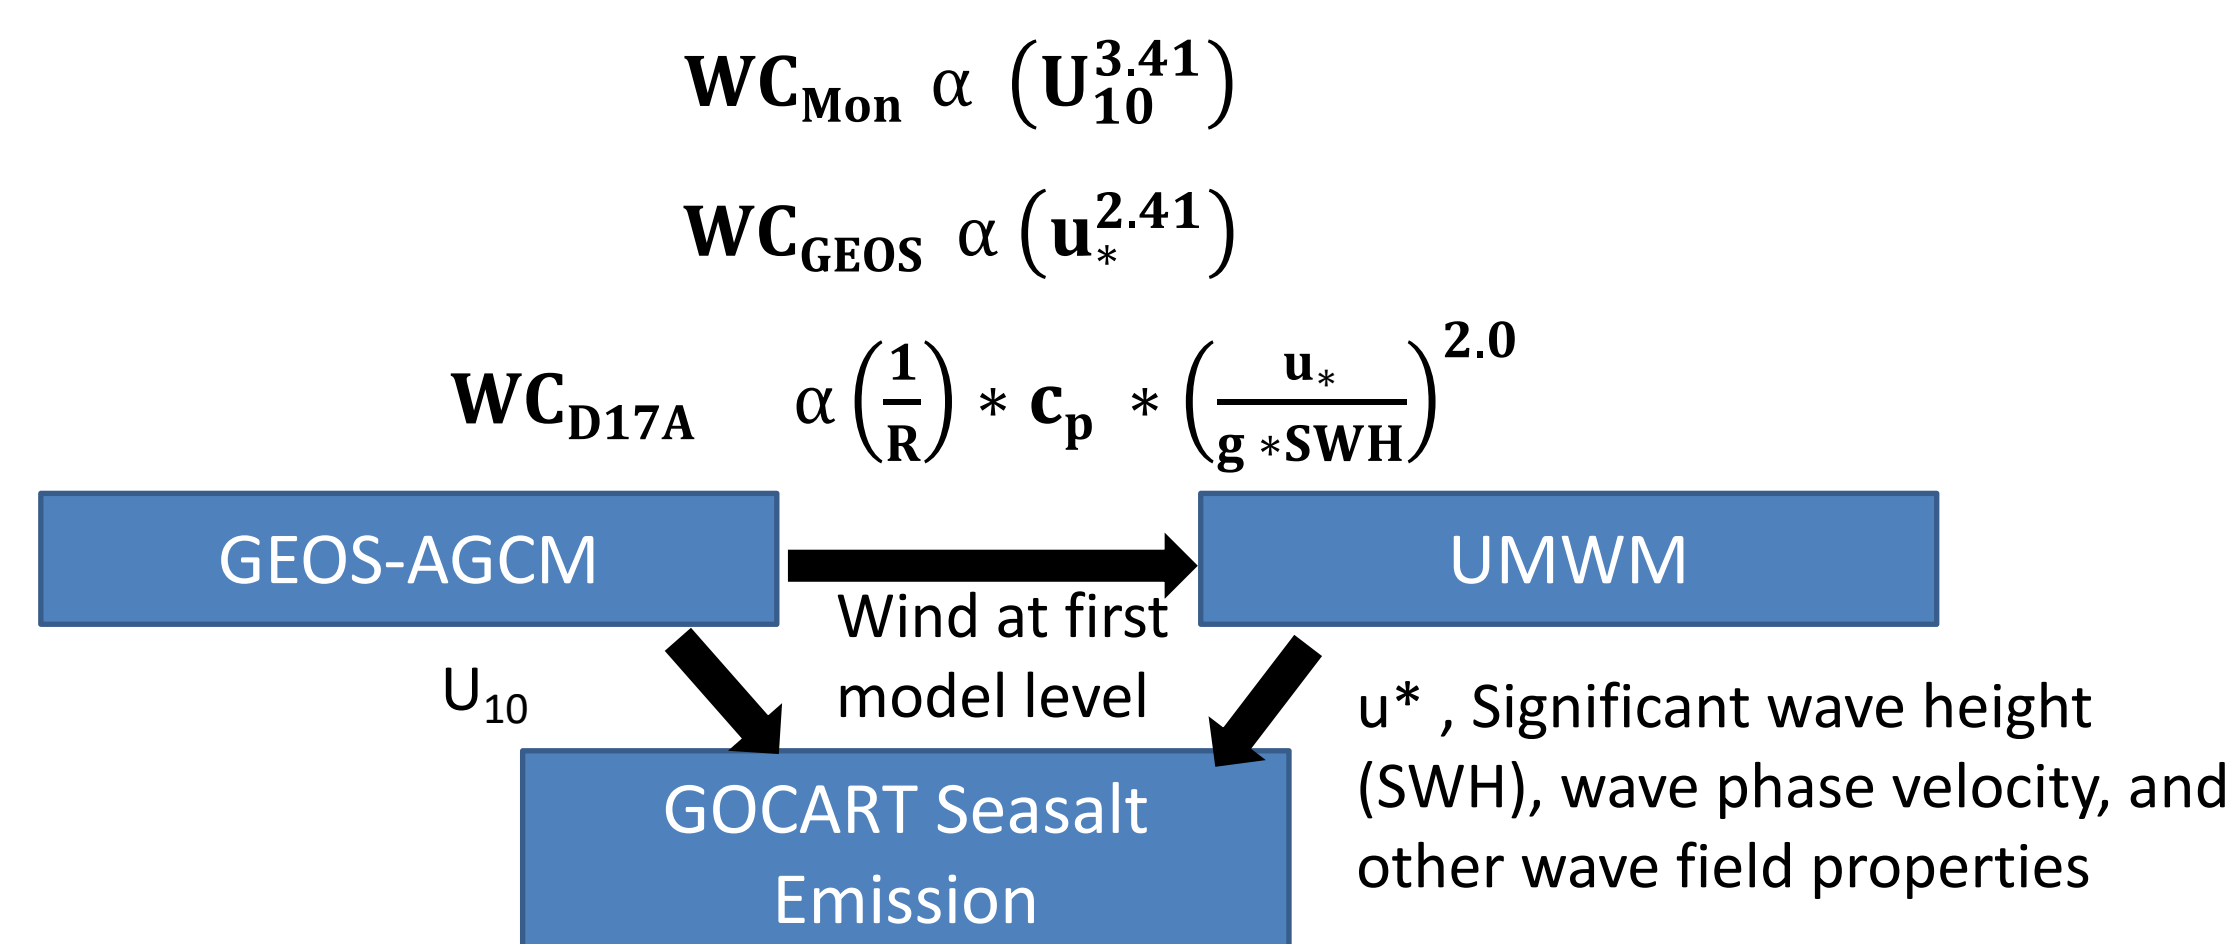 WC_Mon α (U_10^3.41)
WC_GEOS α (u_*^2.41)
WC_D17A α (1/R) * c_p * (u_*/(g *SWH))^2.0
GEOS-AGCM
UMWM
Wind at first
model level
U₁₀
u* , Significant wave height
(SWH), wave phase velocity, and
other wave field properties
GOCART Seasalt
Emission